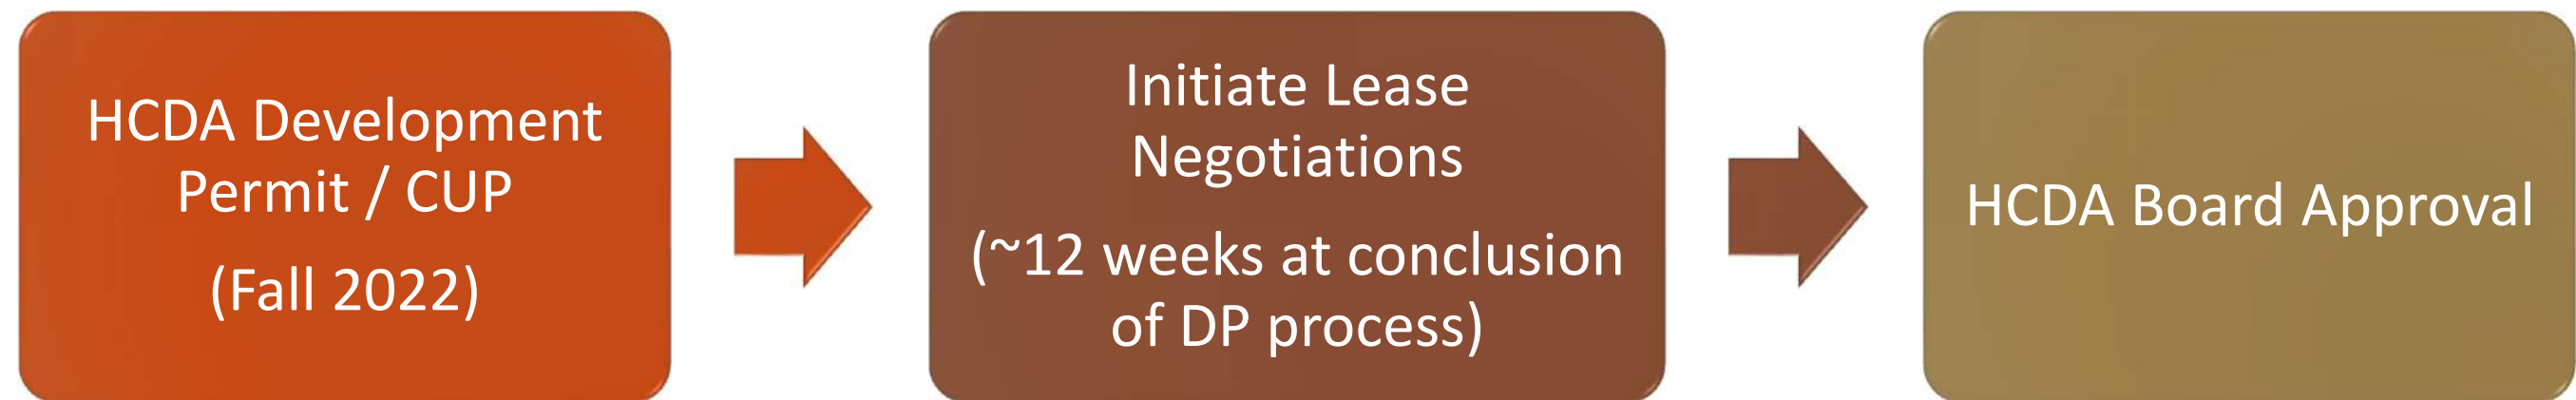 HCDA Development
Permit / CUP
(Fall 2022)
Initiate Lease
Negotiations
(~12 weeks at conclusion
of DP process)
HCDA Board Approval